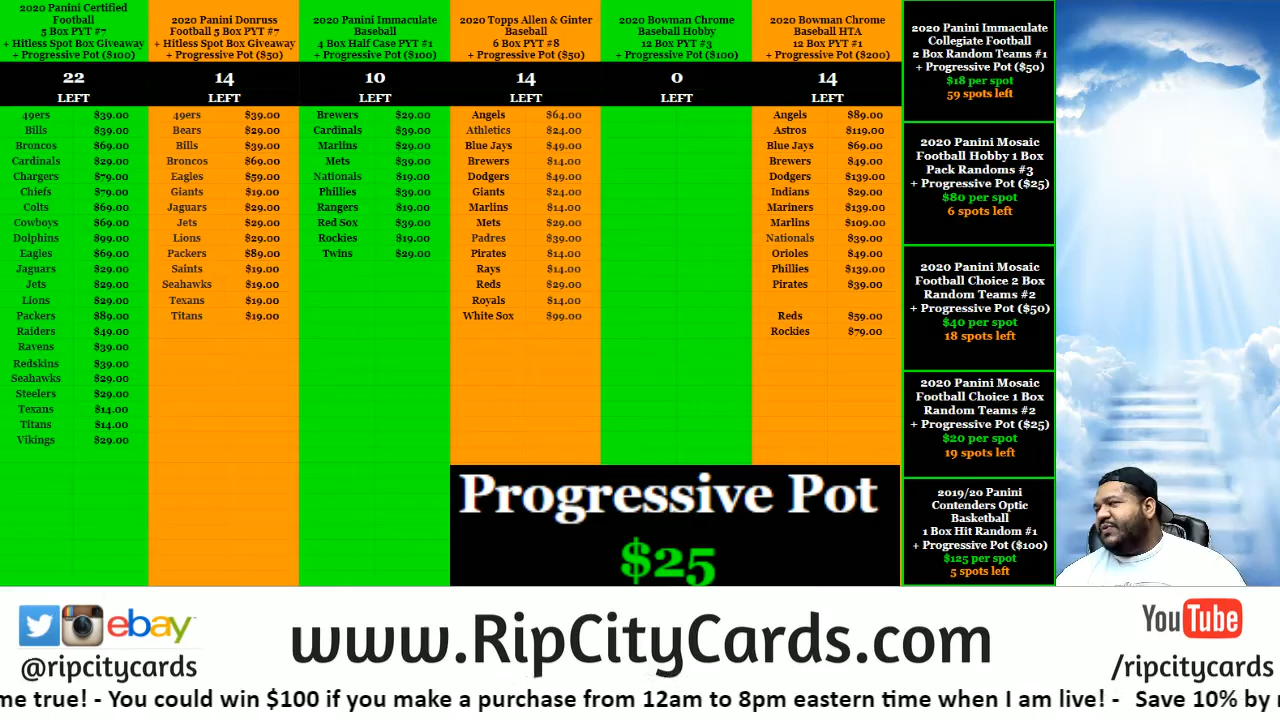 2020 Panini Certified
Football
5 Box PYT #7
+ Hitless Spot Box Giveaway
+ Progressive Pot ($100)
22
LEFT
49ers $39.00
Bills $39.00
Broncos $69.00
Cardinals $29.00
Chargers $79.00
Chiefs $79.00
Colts $69.00
Cowboys $69.00
Dolphins $99.00
Eagles $69.00
Jaguars $29.00
Jets $29.00
Lions $29.00
Packers $89.00
Raiders $49.00
Ravens $39.00
Redskins $39.00
Seahawks $29.00
Steelers $29.00
Texans $14.00
Titans $14.00
Vikings $29.00
2020 Panini Donruss
Football 5 Box PYT #7
+ Hitless Spot Box Giveaway
+ Progressive Pot ($50)
14
LEFT
49ers $39.00
Bears $29.00
Bills $39.00
Broncos $69.00
Eagles $59.00
Giants $19.00
Jaguars $29.00
Jets $29.00
Lions $29.00
Packers $89.00
Saints $19.00
Seahawks $19.00
Texans $19.00
Titans $19.00
2020 Panini Immaculate
Baseball
4 Box Half Case PYT #1
+ Progressive Pot ($100)
10
LEFT
Brewers $29.00
Cardinals $39.00
Marlins $29.00
Mets $39.00
Nationals $19.00
Phillies $39.00
Rangers $19.00
Red Sox $39.00
Rockies $19.00
Twins $29.00
2020 Topps Allen & Ginter
Baseball
6 Box PYT #8
+ Progressive Pot ($50)
14
LEFT
Angels $64.00
Athletics $24.00
Blue Jays $49.00
Brewers $14.00
Dodgers $49.00
Giants $24.00
Marlins $14.00
Mets $29.00
Padres $39.00
Pirates $14.00
Rays $14.00
Reds $29.00
Royals $14.00
White Sox $99.00
2020 Bowman Chrome
Baseball Hobby
12 Box PYT #3
+ Progressive Pot ($100)
0
LEFT
2020 Bowman Chrome
Baseball HTA
12 Box PYT #1
+ Progressive Pot ($200)
14
LEFT
Angels $89.00
Astros $119.00
Blue Jays $69.00
Brewers $49.00
Dodgers $139.00
Indians $29.00
Mariners $139.00
Marlins $109.00
Nationals $39.00
Orioles $49.00
Phillies $139.00
Pirates $39.00
Reds $59.00
Rockies $79.00
Progressive Pot
$25
2020 Panini Immaculate
Collegiate Football
2 Box Random Teams #1
+ Progressive Pot ($50)
$18 per spot
59 spots left
2020 Panini Mosaic
Football Hobby 1 Box
Pack Randoms #3
+ Progressive Pot ($25)
$80 per spot
6 spots left
2020 Panini Mosaic
Football Choice 2 Box
Random Teams #2
+ Progressive Pot ($50)
$40 per spot
18 spots left
2020 Panini Mosaic
Football Choice 1 Box
Random Teams #2
+ Progressive Pot ($25)
$20 per spot
19 spots left
2019/20 Panini
Contenders Optic
Basketball
1 Box Hit Random #1
+ Progressive Pot ($100)
$125 per spot
5 spots left
ebay
@ripcitycards
www.RipCityCards.com
YouTube
/ripcitycards
me true! - You could win $100 if you make a purchase from 12am to 8pm eastern time when I am live! - Save 10% by